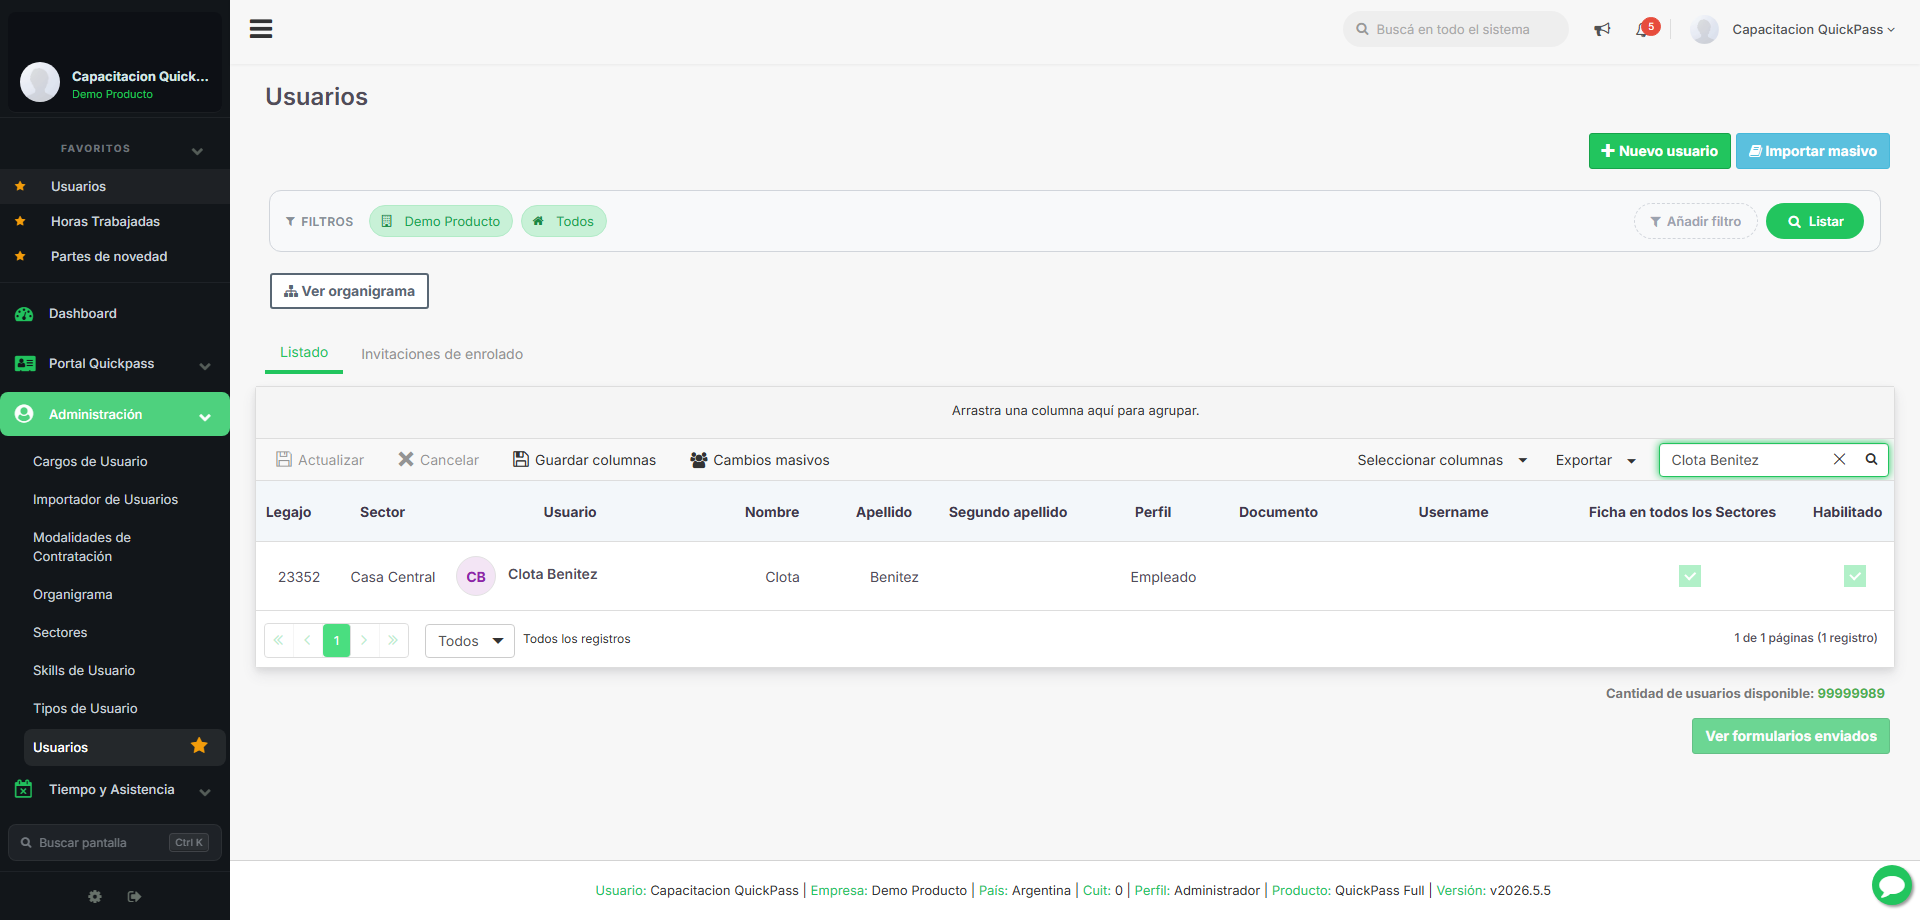 Capacitacion Quick...
Demo Producto
FAVORITOS
Usuarios
Horas Trabajadas
Partes de novedad
Dashboard
Portal Quickpass
Administración
Cargos de Usuario
Importador de Usuarios
Modalidades de
Contratación
Organigrama
Sectores
Skills de Usuario
Tipos de Usuario
Usuarios
Tiempo y Asistencia
Buscar pantalla Ctrl K
Buscá en todo el sistema 5 Capacitacion QuickPass
Usuarios
Nuevo usuario Importar masivo
FILTROS Demo Producto Todos Añadir filtro Listar
Ver organigrama
Listado Invitaciones de enrolado
Arrastra una columna aquí para agrupar.
Actualizar Cancelar Guardar columnas Cambios masivos Seleccionar columnas Exportar Clota Benitez
Legajo Sector Usuario Nombre Apellido Segundo apellido Perfil Documento Username Ficha en todos los Sectores Habilitado
23352 Casa Central CB Clota Benitez Clota Benitez Empleado
1 Todos Todos los registros 1 de 1 páginas (1 registro)
Cantidad de usuarios disponible: 99999989
Ver formularios enviados
Usuario: Capacitacion QuickPass | Empresa: Demo Producto | País: Argentina | Cuit: 0 | Perfil: Administrador | Producto: QuickPass Full | Versión: v2026.5.5